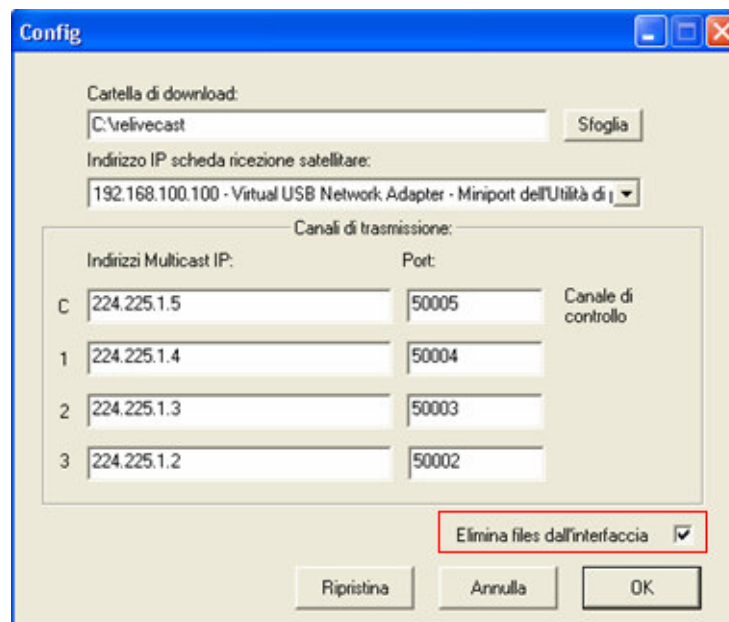 Config
Cartella di download:
C:\relivecast
Sfoglia
Indirizzo IP scheda ricezione satellitare:
192.168.100.100 - Virtual USB Network Adapter - Miniport dell'Utilità di
Canali di trasmissione:
Indirizzi Multicast IP: Port:
C 224.225.1.5 50005 Canale di
controllo
1 224.225.1.4 50004
2 224.225.1.3 50003
3 224.225.1.2 50002
Elimina files dall'interfaccia
Ripristina Annulla OK